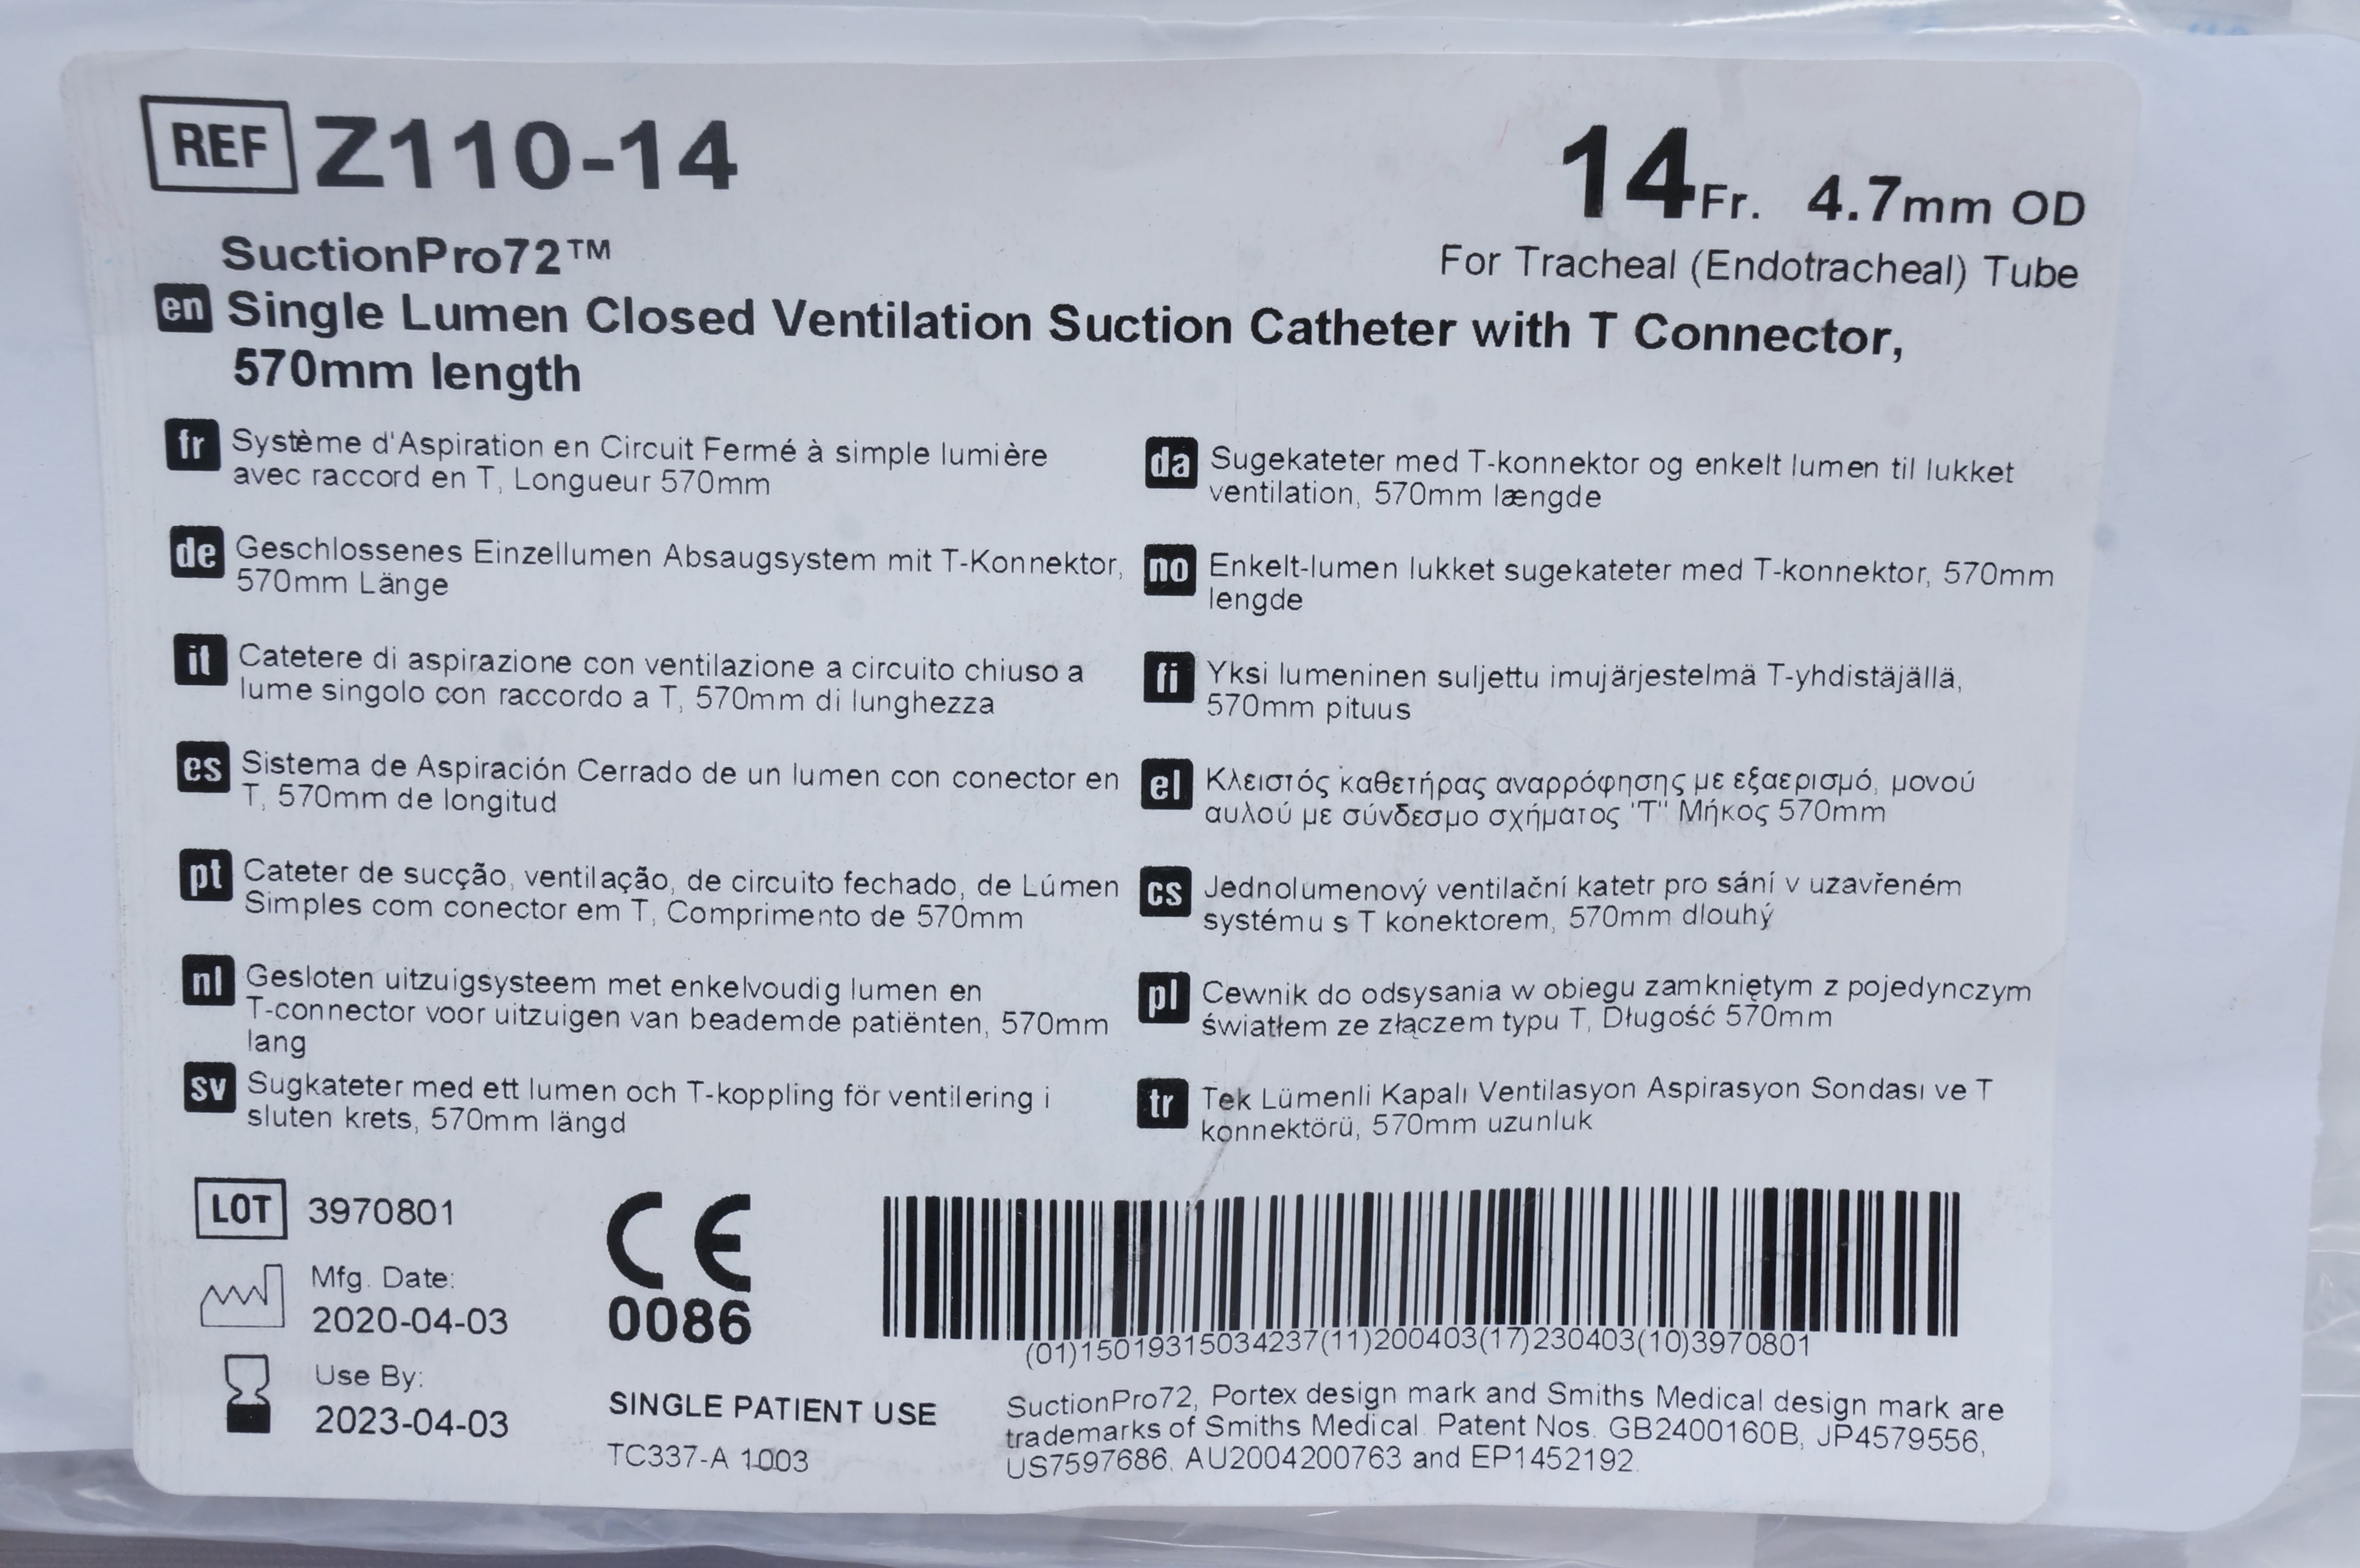 REF Z110-14
14Fr. 4.7mm OD
SuctionPro72™
For Tracheal (Endotracheal) Tube
en Single Lumen Closed Ventilation Suction Catheter with T Connector,
570mm length
fr Système d'Aspiration en Circuit Fermé à simple lumière
avec raccord en T, Longueur 570mm
de Geschlossenes Einzellumen Absaugsystem mit T-Konnektor,
570mm Länge
it Catetere di aspirazione con ventilazione a circuito chiuso a
lume singolo con raccordo a T, 570mm di lunghezza
es Sistema de Aspiración Cerrado de un lumen con conector en
T, 570mm de longitud
pt Cateter de sucção, ventilação, de circuito fechado, de Lúmen
Simples com conector em T, Comprimento de 570mm
nl Gesloten uitzuigsysteem met enkelvoudig lumen en
T-connector voor uitzuigen van beademde patiënten, 570mm
lang
sv Sugkateter med ett lumen och T-koppling för ventilering i
sluten krets, 570mm längd
da Sugekateter med T-konnektor og enkelt lumen til lukket
ventilation, 570mm længde
no Enkelt-lumen lukket sugekateter med T-konnektor, 570mm
lengde
fi Yksi lumeninen suljettu imujärjestelmä T-yhdistäjällä,
570mm pituus
el Κλειστός καθετήρας αναρρόφησης με εξαερισμό, μονού
αυλού με σύνδεσμο σχήματος 'T'' Μήκος 570mm
cs Jednolumenový ventilační katetr pro sání v uzavřeném
systému s T konektorem, 570mm dlouhý
pl Cewnik do odsysania w obiegu zamkniętym z pojedynczym
światłem ze złączem typu T, Długość 570mm
tr Tek Lümenli Kapalı Ventilasyon Aspirasyon Sondası ve T
konnektörü, 570mm uzunluk
LOT 3970801
Mfg. Date:
2020-04-03
Use By:
2023-04-03
CE
0086
SINGLE PATIENT USE
TC337-A 1003
(01)15019315034237(11)200403(17)230403(10)3970801
SuctionPro72, Portex design mark and Smiths Medical design mark are
trademarks of Smiths Medical. Patent Nos. GB2400160B, JP4579556,
US7597686, AU2004200763 and EP1452192.